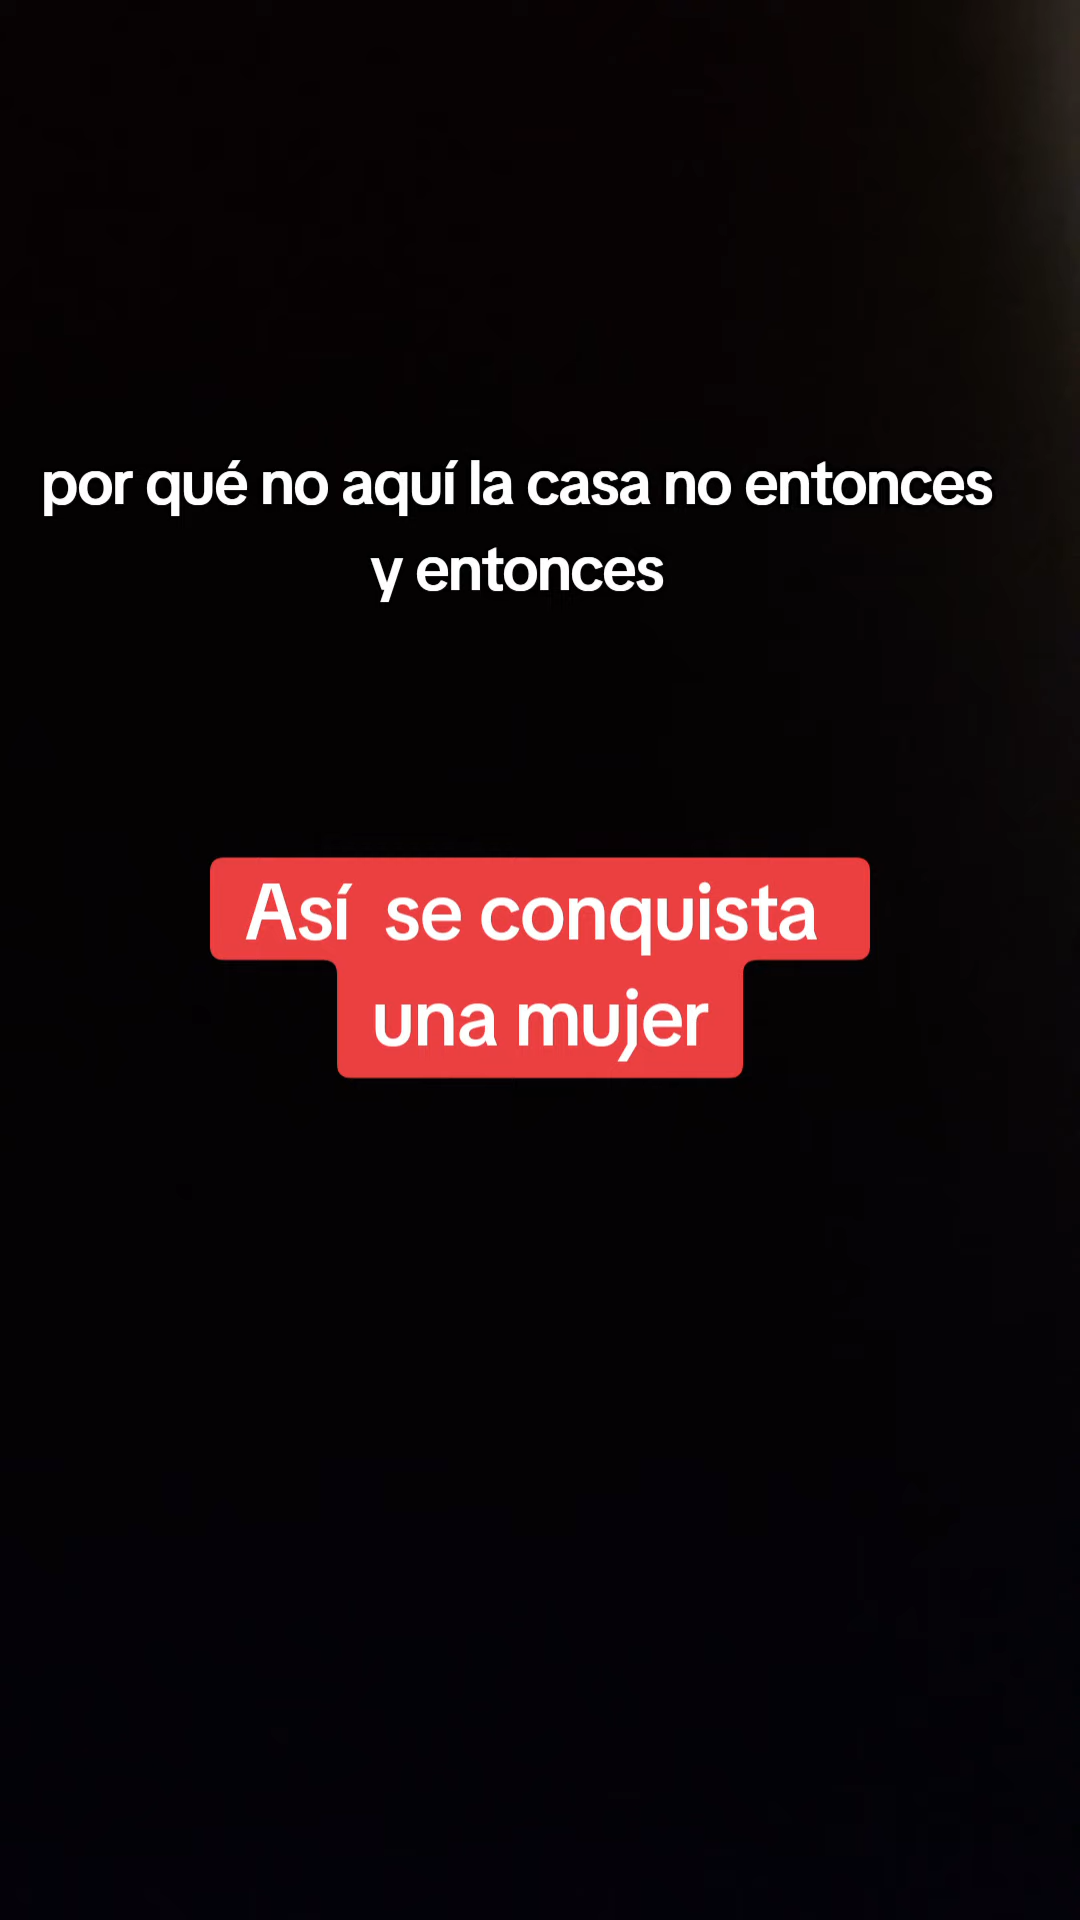 por qué no aquí la casa no entonces
y entonces
Así se conquista
una mujer